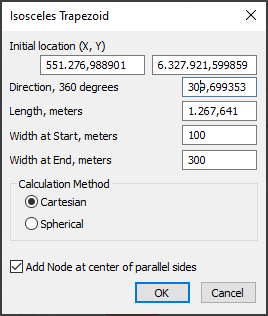 Isosceles Trapezoid
Initial location (X, Y)
551.276,988901 6.327.921,599859
Direction, 360 degrees 309,699353
Length, meters 1.267,641
Width at Start, meters 100
Width at End, meters 300
Calculation Method
Cartesian
Spherical
Add Node at center of parallel sides
OK Cancel